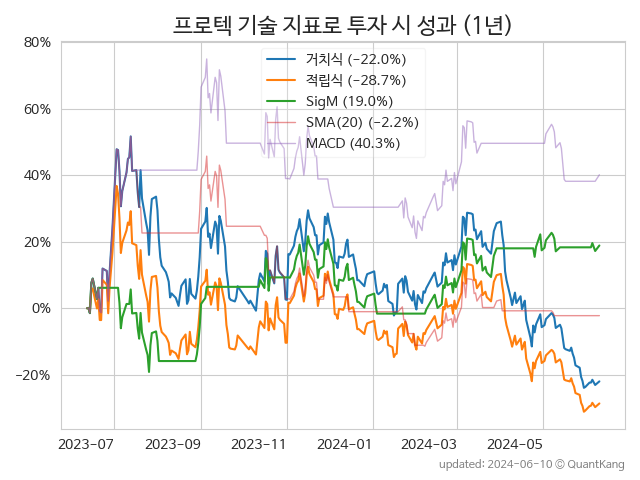 프로텍 기술 지표로 투자 시 성과 (1년)
80%
60%
40%
20%
0%
−20%
거치식 (−22.0%)
적립식 (−28.7%)
SigM (19.0%)
SMA(20) (−2.2%)
MACD (40.3%)
2023-07
2023-09
2023-11
2024-01
2024-03
2024-05
updated: 2024-06-10 ⓒ QuantKang